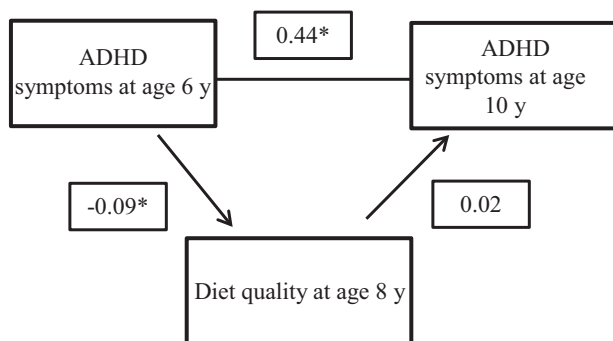 ADHD
symptoms at age 6 y
0.44*
ADHD
symptoms at age
10 y
-0.09*
0.02
Diet quality at age 8 y